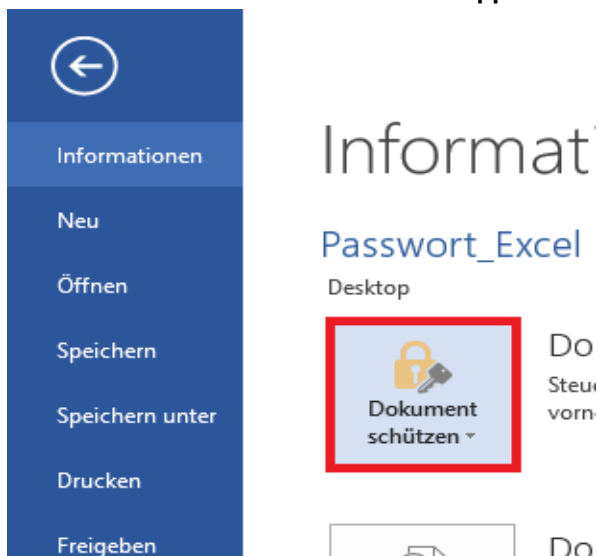 Informationen
Neu
Öffnen
Speichern
Speichern unter
Drucken
Freigeben
Passwort_Excel
Desktop
Dokument
schützen